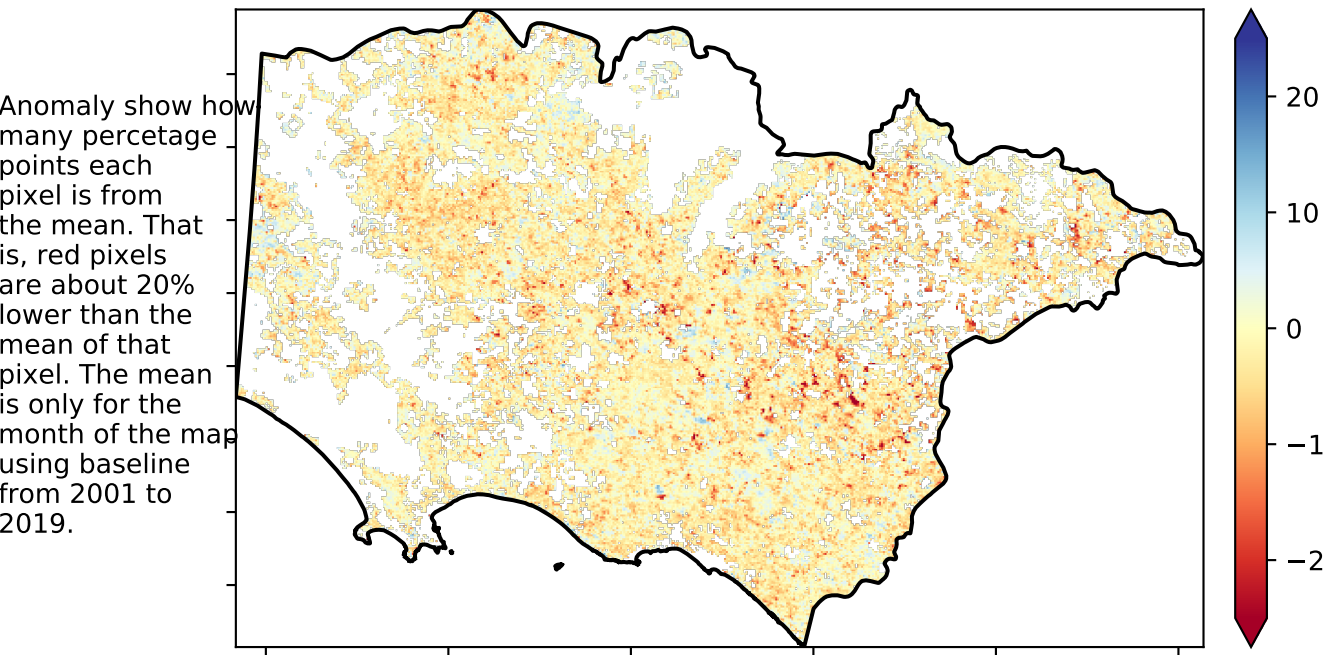 Anomaly show how
many percetage
points each
pixel is from
the mean. That
is, red pixels
are about 20%
lower than the
mean of that
pixel. The mean
is only for the
month of the map
using baseline
from 2001 to
2019.
20
10
0
−1
−2